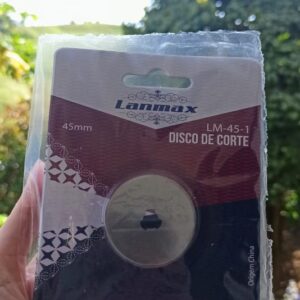 Lanmax
45mm
LM-45-1
DISCO DE CORTE
Origem: China